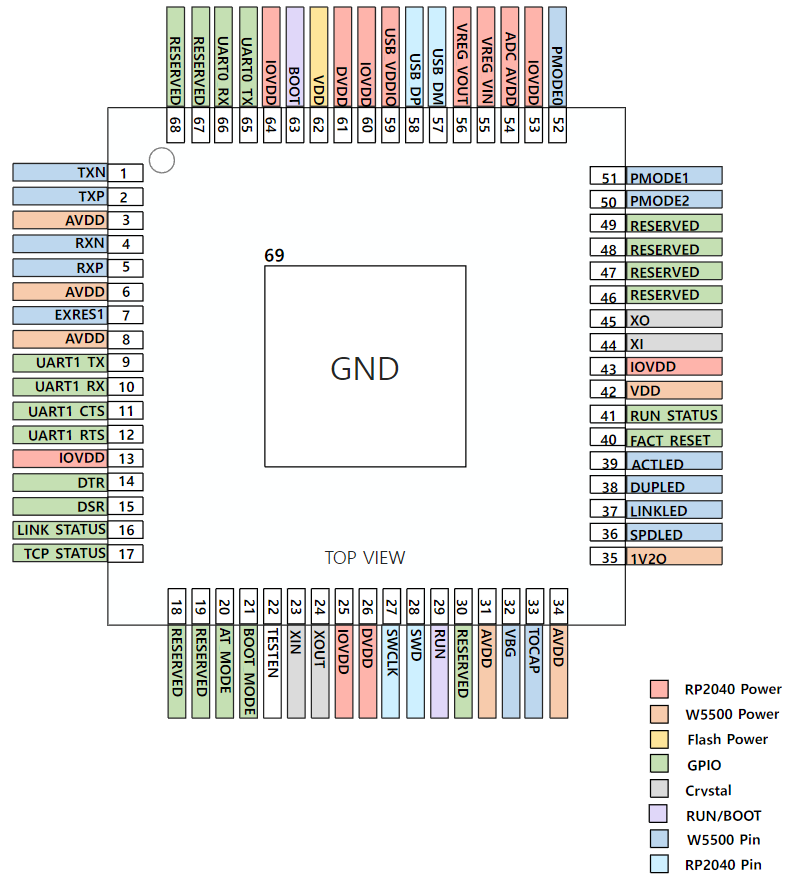 RESERVED
RESERVED
UART0 RX
UART0 TX
IOVDD
BOOT
VDD
DVDD
IOVDD
USB VDDIO
USB DP
USB DM
VREG VOUT
VREG VIN
ADC AVDD
IOVDD
PMODE0
68 67 66 65 64 63 62 61 60 59 58 57 56 55 54 53 52
TXN 1
TXP 2
AVDD 3
RXN 4
RXP 5
AVDD 6
EXRES1 7
AVDD 8
UART1 TX 9
UART1 RX 10
UART1 CTS 11
UART1 RTS 12
IOVDD 13
DTR 14
DSR 15
LINK STATUS 16
TCP STATUS 17
69
GND
TOP VIEW
51 PMODE1
50 PMODE2
49 RESERVED
48 RESERVED
47 RESERVED
46 RESERVED
45 XO
44 XI
43 IOVDD
42 VDD
41 RUN STATUS
40 FACT RESET
39 ACTLED
38 DUPLED
37 LINKLED
36 SPDLED
35 1V2O
18 19 20 21 22 23 24 25 26 27 28 29 30 31 32 33 34
RESERVED
RESERVED
AT MODE
BOOT MODE
TESTEN
XIN
XOUT
IOVDD
DVDD
SWCLK
SWD
RUN
RESERVED
AVDD
VBG
TOCAP
AVDD
RP2040 Power
W5500 Power
Flash Power
GPIO
Crystal
RUN/BOOT
W5500 Pin
RP2040 Pin